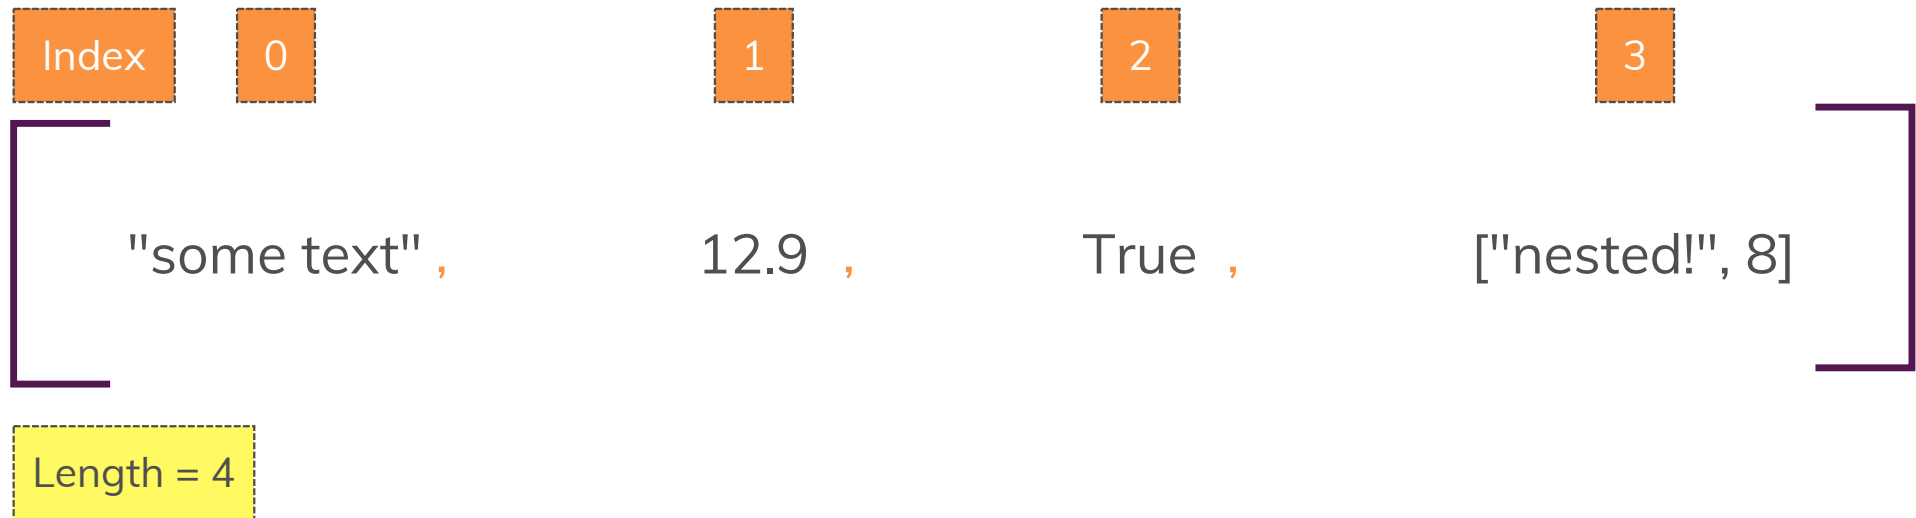 Index 0 1 2 3
"some text" , 12.9 , True , ["nested!", 8]
Length = 4